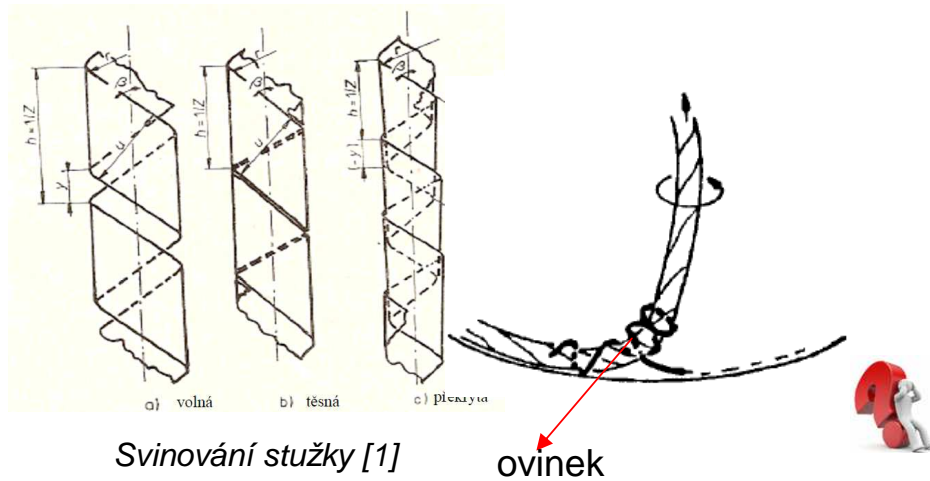 r
β
h = 1/Z
u
y
r
β
h = 1/Z
u
r
β
h = 1/Z
(-y)
a) volná
b) těsná
c) překrytá
Svinování stužky [1]
ovinek